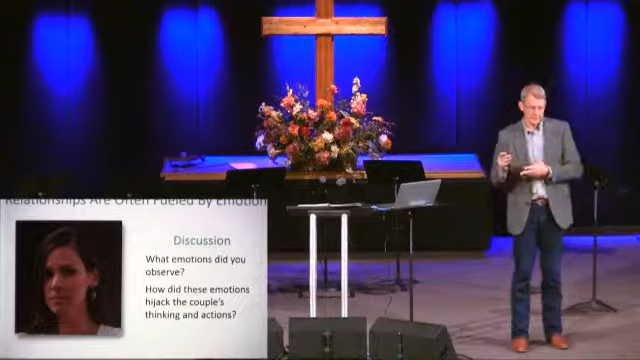 Relationships Are Often Fueled By Emotion
Discussion
What emotions did you
observe?
How did these emotions
hijack the couple's
thinking and actions?